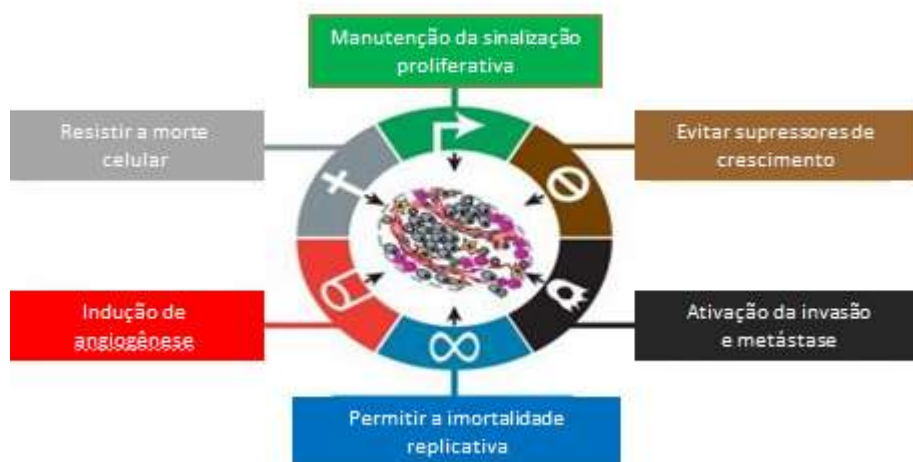 Manutenção da sinalização
proliferativa
Resistir a morte
celular
Evitar supressores de
crescimento
Indução de
angiogênese
Ativação da invasão
e metástase
Permitir a imortalidade
replicativa